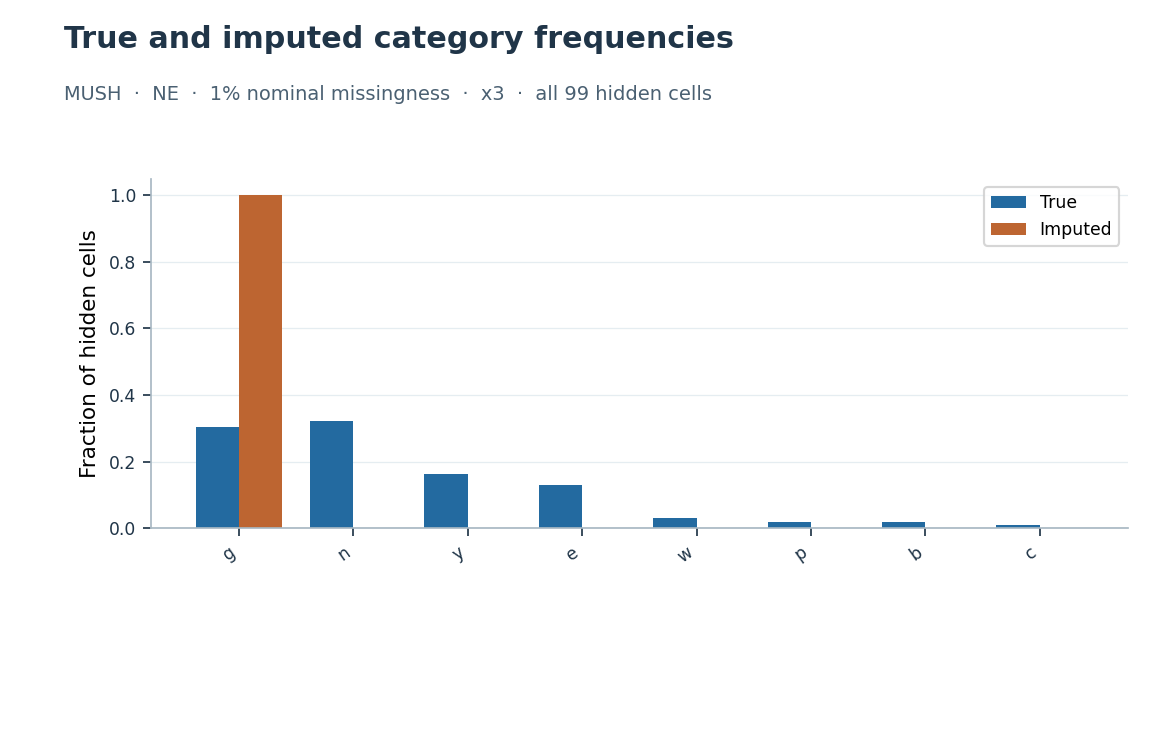 True and imputed category frequencies
MUSH · NE · 1% nominal missingness · x3 · all 99 hidden cells
Fraction of hidden cells
1.0
0.8
0.6
0.4
0.2
0.0
True
Imputed
g
n
y
e
w
p
b
c